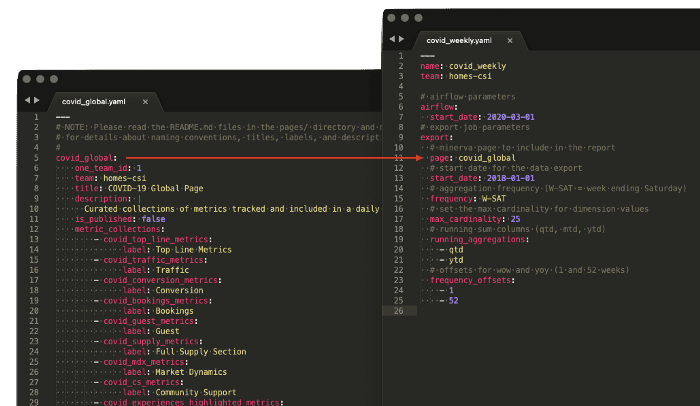 covid_global.yaml
1 ---
2 # NOTE: Please read the README.md files in the pages/ directory and
3 # for details about naming conventions, titles, labels, and descripti
4 #
5 covid_global:
6 one_team_id: 1
7 team: homes-csi
8 title: COVID-19 Global Page
9 description: |
10 Curated collections of metrics tracked and included in a daily
11 is_published: false
12 metric_collections:
13 - covid_top_line_metrics:
14 label: Top Line Metrics
15 - covid_traffic_metrics:
16 label: Traffic
17 - covid_conversion_metrics:
18 label: Conversion
19 - covid_bookings_metrics:
20 label: Bookings
21 - covid_guest_metrics:
22 label: Guest
23 - covid_supply_metrics:
24 label: Full Supply Section
25 - covid_mdx_metrics:
26 label: Market Dynamics
27 - covid_cs_metrics:
28 label: Community Support
29 - covid_experiences_highlighted_metrics:
covid_weekly.yaml
1 ---
2 name: covid_weekly
3 team: homes-csi
4
5 # airflow parameters
6 airflow:
7 start_date: 2020-03-01
8 # export job parameters
9 export:
10 # minerva page to include in the report
11 page: covid_global
12 # start date for the data export
13 start_date: 2018-01-01
14 # aggregation frequency (W-SAT = week ending Saturday)
15 frequency: W-SAT
16 # set the max cardinality for dimension values
17 max_cardinality: 25
18 # running sum columns (qtd, mtd, ytd)
19 running_aggregations:
20 - qtd
21 - ytd
22 # offsets for wow and yoy (1 and 52 weeks)
23 frequency_offsets:
24 - 1
25 - 52
26